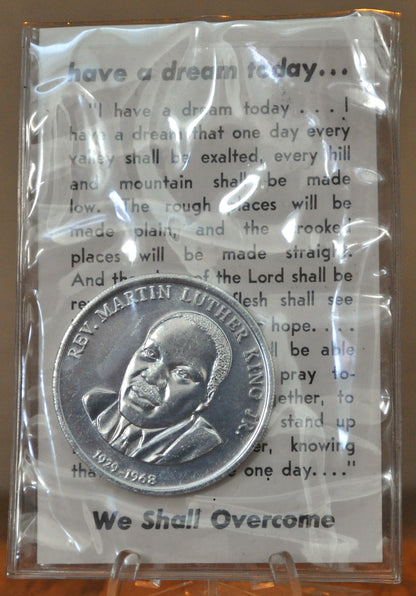 have a dream today...
"I have a dream today . . . I
have a dream that one day every
valley shall be exalted, every hill
and mountain shall be made
low. The rough places will be
made plain, and the crooked
places will be made straight.
And the of the Lord shall be
flesh shall see
hope. . . .
be able
pray to-
gether, to
stand up
knowing
one day. . . ."
We Shall Overcome
REV. MARTIN LUTHER KING JR.
1929-1968